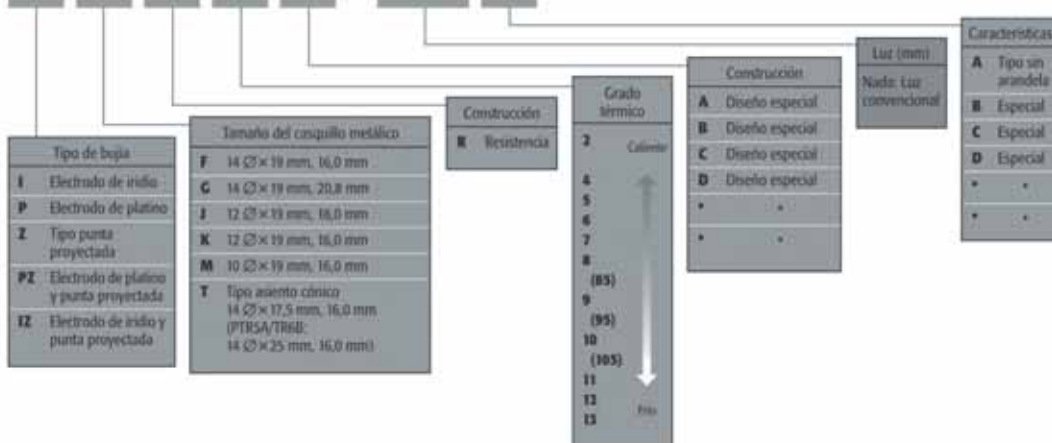 Tipo de bujía
I Electrodo de iridio
P Electrodo de platino
Z Tipo punta
proyectada
PZ Electrodo de platino
y punta proyectada
IZ Electrodo de iridio y
punta proyectada
Tamaño del casquillo metálico
F 14 Ø × 19 mm, 16,0 mm
G 14 Ø × 19 mm, 20,8 mm
J 12 Ø × 19 mm, 18,0 mm
K 12 Ø × 19 mm, 16,0 mm
M 10 Ø × 19 mm, 16,0 mm
T Tipo asiento cónico
14 Ø × 17,5 mm, 16,0 mm
(PTR5A/TR6B:
14 Ø × 25 mm, 16,0 mm)
Construcción
R Resistencia
Grado
térmico
2 Caliente
4
5
6
7
8
(85)
9
(95)
10
(105)
11
12
13 Frío
Construcción
A Diseño especial
B Diseño especial
C Diseño especial
D Diseño especial
Luz (mm)
Nada: Luz
convencional
Características
A Tipo sin
arandela
B Especial
C Especial
D Especial